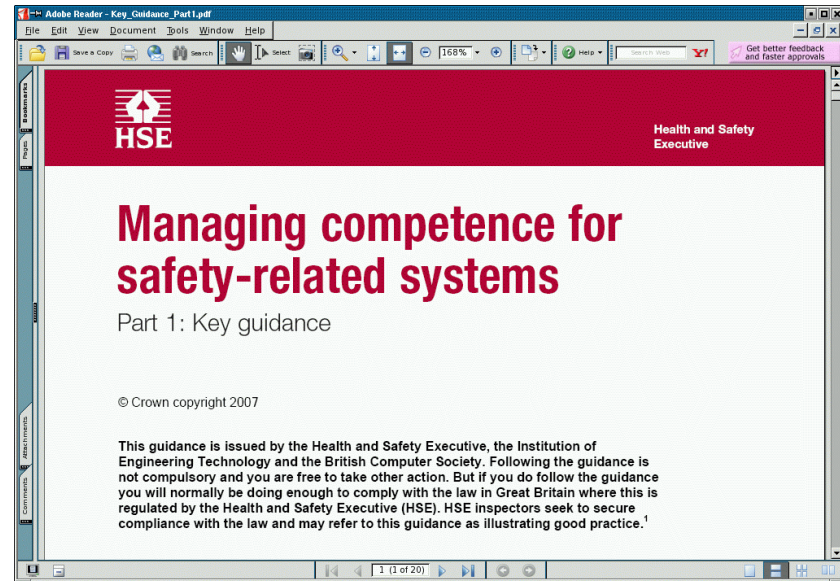 Adobe Reader - Key_Guidance_Part1.pdf
File Edit View Document Tools Window Help
Save a Copy Search Select 168% Help Search Web Y! Get better feedback
and faster approvals
Bookmarks
Pages
Attachments
Comments
HSE
Health and Safety
Executive
Managing competence for
safety-related systems
Part 1: Key guidance
© Crown copyright 2007
This guidance is issued by the Health and Safety Executive, the Institution of
Engineering Technology and the British Computer Society. Following the guidance is
not compulsory and you are free to take other action. But if you do follow the guidance
you will normally be doing enough to comply with the law in Great Britain where this is
regulated by the Health and Safety Executive (HSE). HSE inspectors seek to secure
compliance with the law and may refer to this guidance as illustrating good practice.¹
1 (1 of 20)